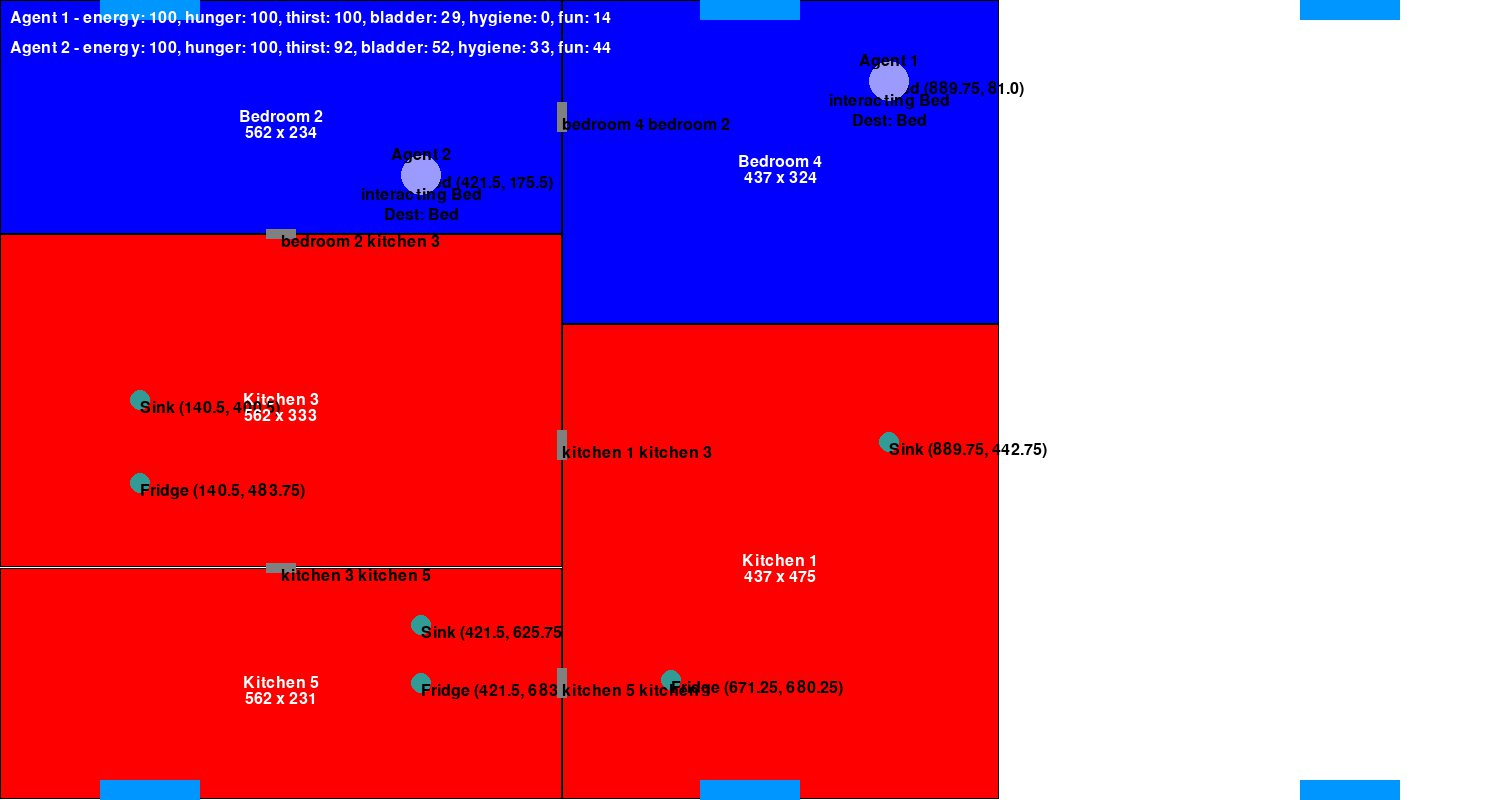 Agent 1 - energy: 100, hunger: 100, thirst: 100, bladder: 29, hygiene: 0, fun: 14
Agent 2 - energy: 100, hunger: 100, thirst: 92, bladder: 52, hygiene: 33, fun: 44
Agent 1
d (889.75, 81.0)
interacting Bed
Dest: Bed
Bedroom 2
562 x 234
bedroom 4 bedroom 2
Agent 2
d (421.5, 175.5)
interacting Bed
Dest: Bed
Bedroom 4
437 x 324
bedroom 2 kitchen 3
Sink (140.5, 400.5)
Kitchen 3
562 x 333
Fridge (140.5, 483.75)
kitchen 1 kitchen 3
Sink (889.75, 442.75)
Kitchen 1
437 x 475
kitchen 3 kitchen 5
Sink (421.5, 625.75
Kitchen 5
562 x 231
Fridge (421.5, 683
kitchen 5 kitchen
Fridge (671.25, 680.25)